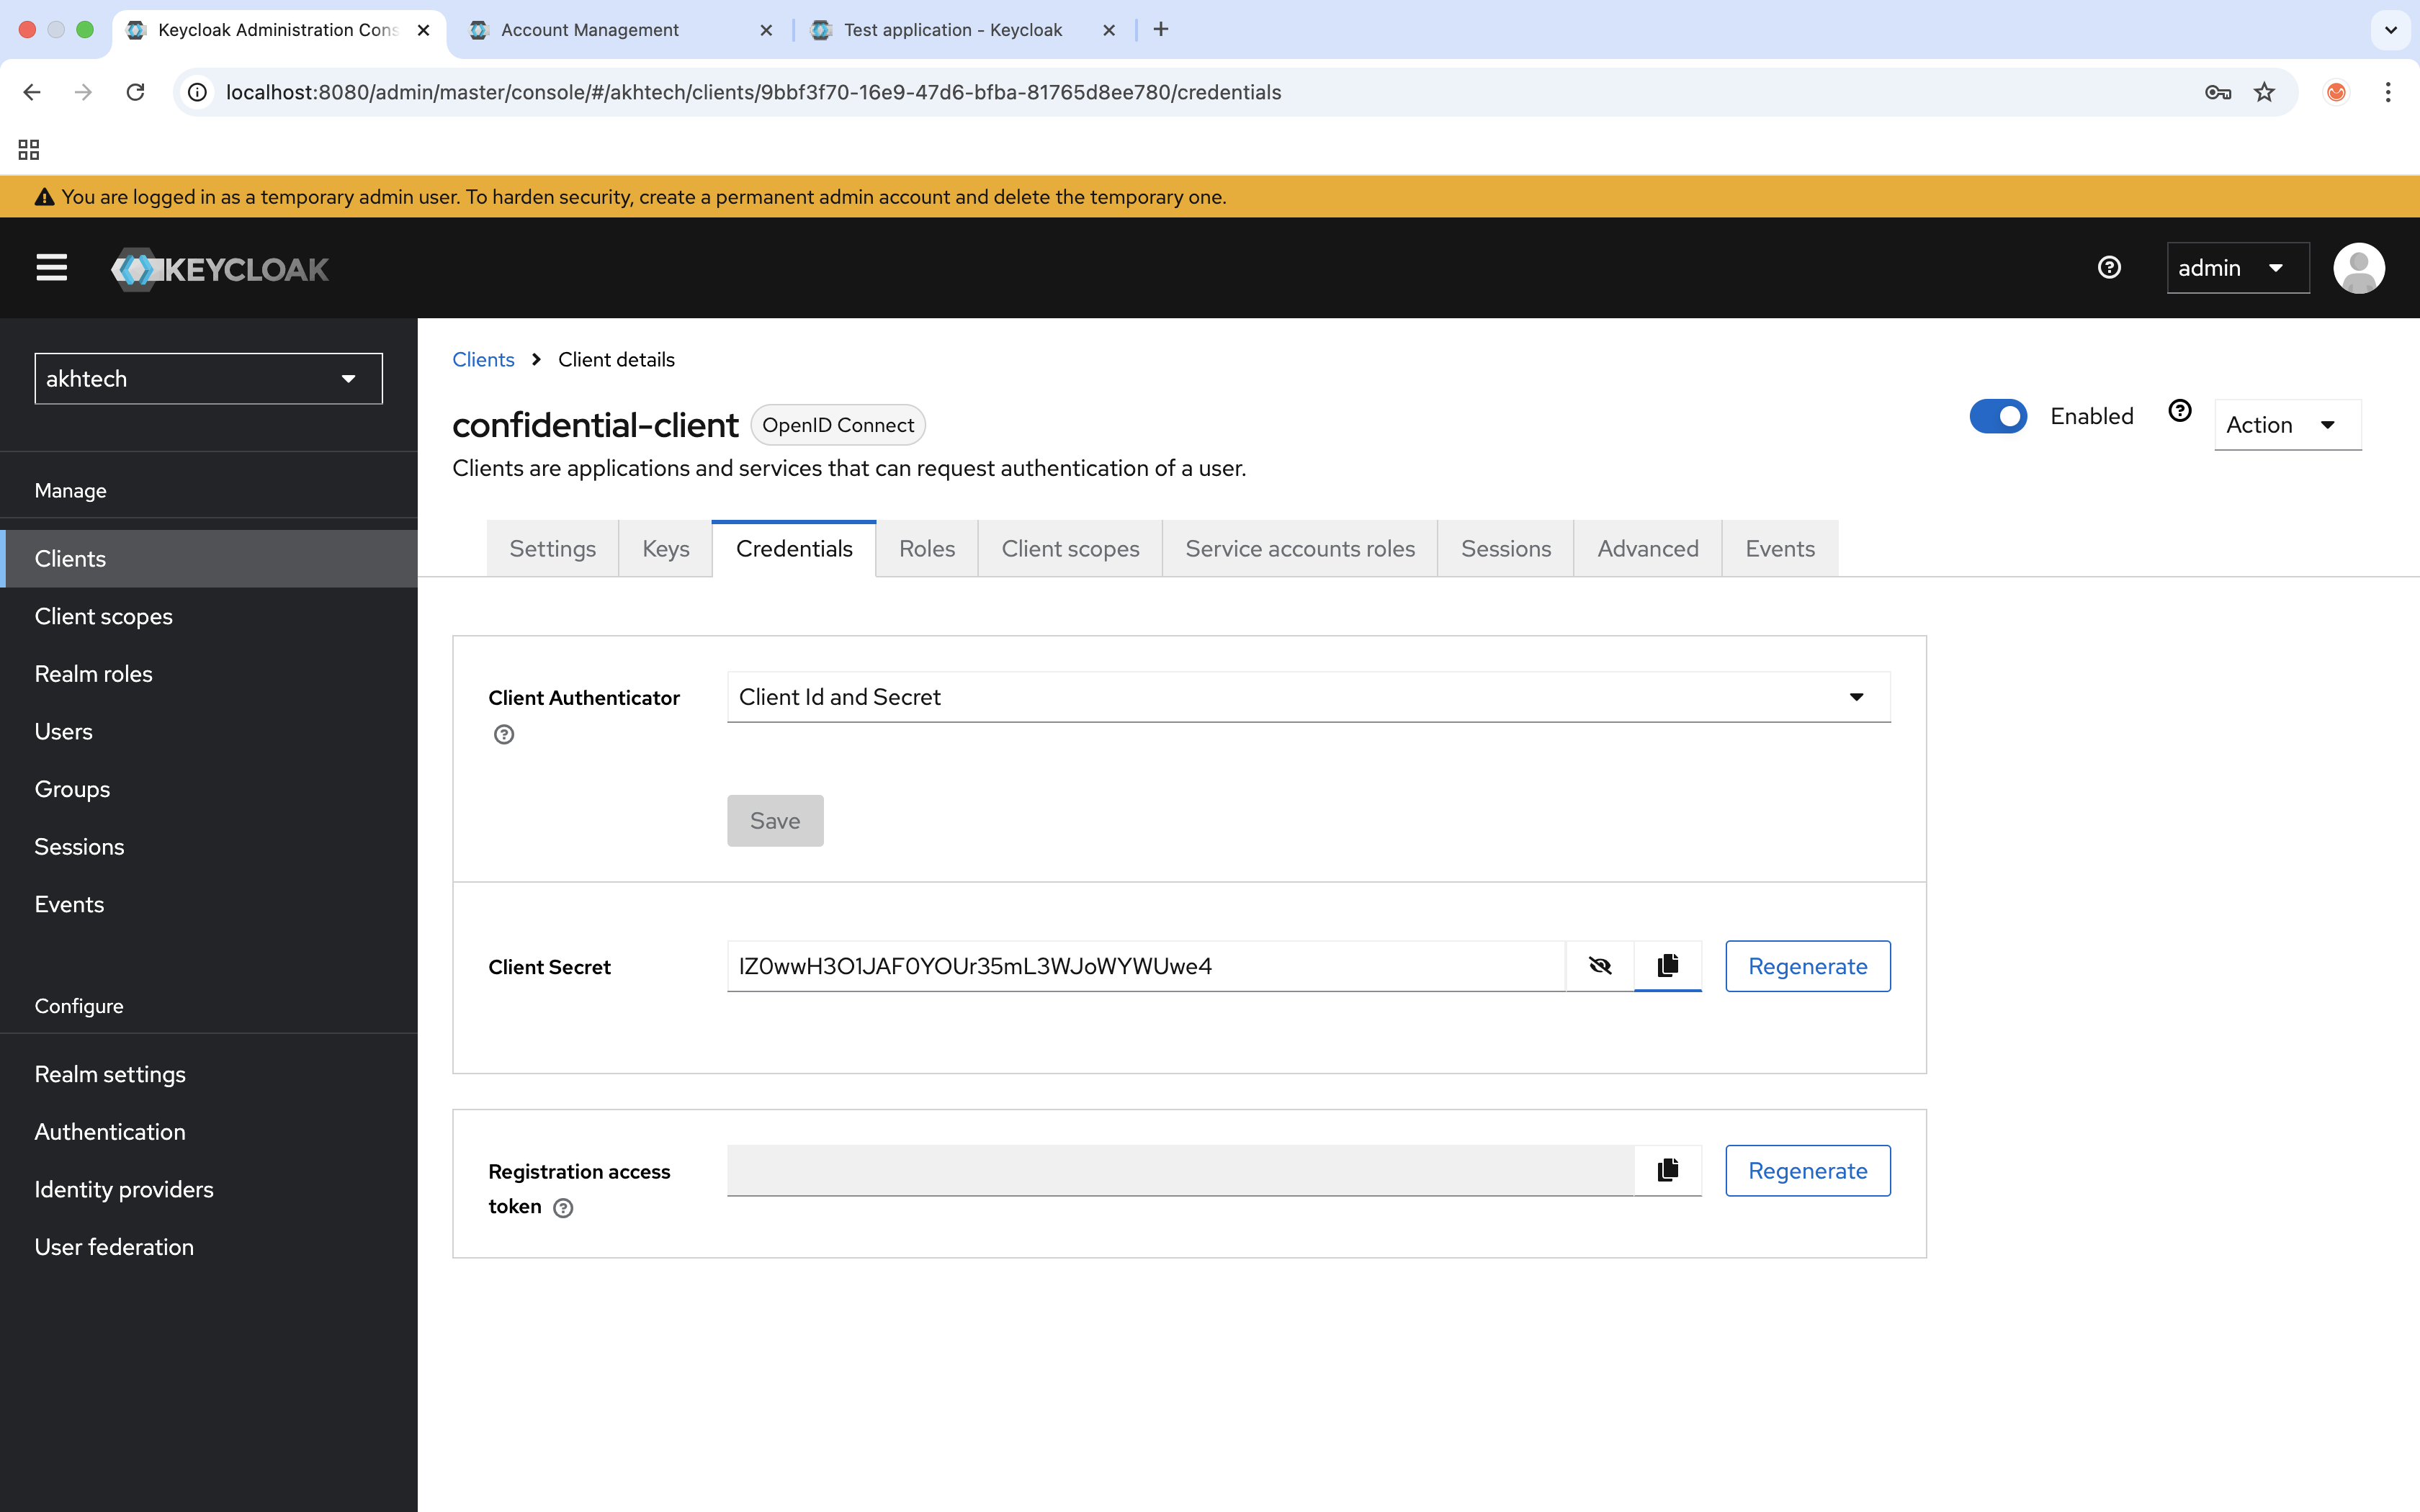 Keycloak Administration Cons
Account Management
Test application - Keycloak
localhost:8080/admin/master/console/#/akhtech/clients/9bbf3f70-16e9-47d6-bfba-81765d8ee780/credentials
You are logged in as a temporary admin user. To harden security, create a permanent admin account and delete the temporary one.
KEYCLOAK
admin
akhtech
Manage
Clients
Client scopes
Realm roles
Users
Groups
Sessions
Events
Configure
Realm settings
Authentication
Identity providers
User federation
Clients > Client details
confidential-client OpenID Connect
Enabled
Action
Clients are applications and services that can request authentication of a user.
Settings Keys Credentials Roles Client scopes Service accounts roles Sessions Advanced Events
Client Authenticator
Client Id and Secret
Save
Client Secret
lZ0wwH3O1JAF0YOUr35mL3WJoWYWUwe4
Regenerate
Registration access
token
Regenerate